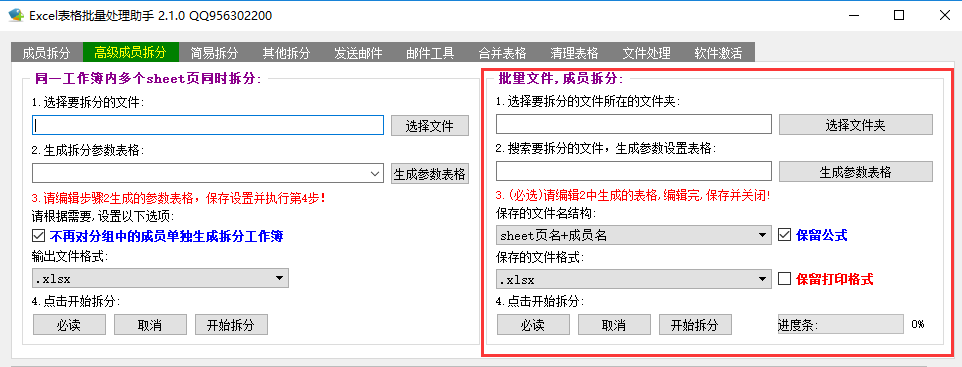 Excel表格批量处理助手 2.1.0 QQ956302200
成员拆分 高级成员拆分 简易拆分 其他拆分 发送邮件 邮件工具 合并表格 清理表格 文件处理 软件激活
同一工作簿内多个sheet页同时拆分:
1.选择要拆分的文件:
选择文件
2.生成拆分参数表格:
生成参数表格
3.请编辑步骤2生成的参数表格，保存设置并执行第4步!
请根据需要,设置以下选项:
不再对分组中的成员单独生成拆分工作簿
输出文件格式:
.xlsx
4.点击开始拆分:
必读 取消 开始拆分
批量文件,成员拆分:
1.选择要拆分的文件所在的文件夹:
选择文件夹
2.搜索要拆分的文件，生成参数设置表格:
生成参数表格
3.(必选)请编辑2中生成的表格,编辑完,保存并关闭!
保存的文件名结构:
sheet页名+成员名 保留公式
保存的文件格式:
.xlsx 保留打印格式
4.点击开始拆分:
必读 取消 开始拆分 进度条: 0%